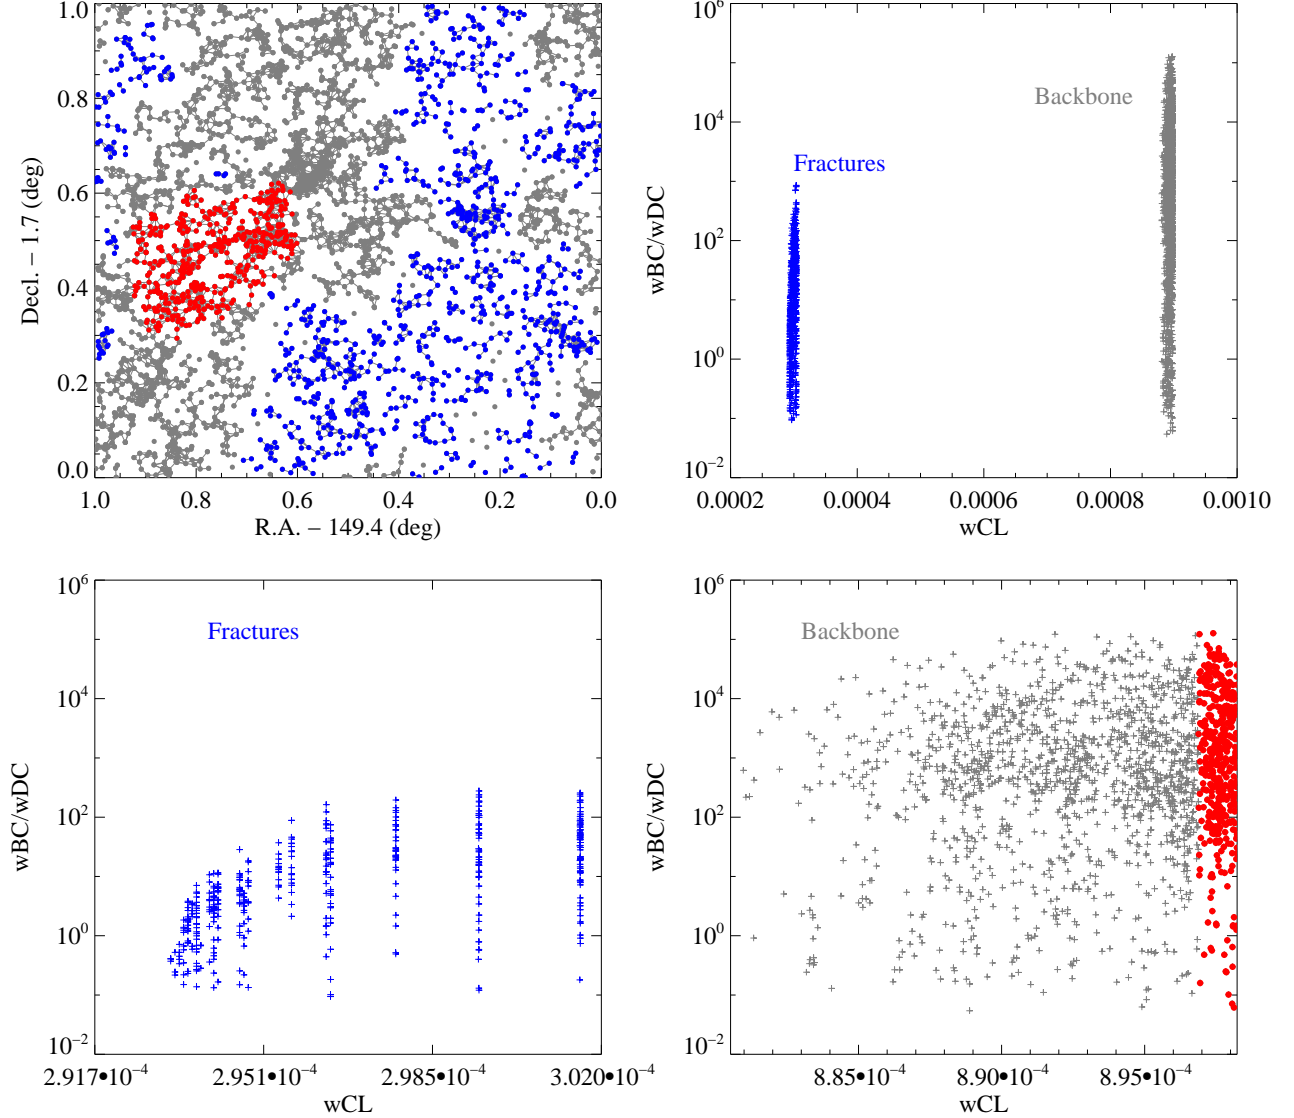 1.0
0.8
0.6
0.4
0.2
0.0
Decl. − 1.7 (deg)
1.0 0.8 0.6 0.4 0.2 0.0
R.A. − 149.4 (deg)
10^6
10^4
10^2
10^0
10^−2
wBC/wDC
Backbone
Fractures
0.0002 0.0004 0.0006 0.0008 0.0010
wCL
10^6
10^4
10^2
10^0
10^−2
wBC/wDC
Fractures
2.917•10^−4 2.951•10^−4 2.985•10^−4 3.020•10^−4
wCL
10^6
10^4
10^2
10^0
10^−2
wBC/wDC
Backbone
8.85•10^−4 8.90•10^−4 8.95•10^−4
wCL